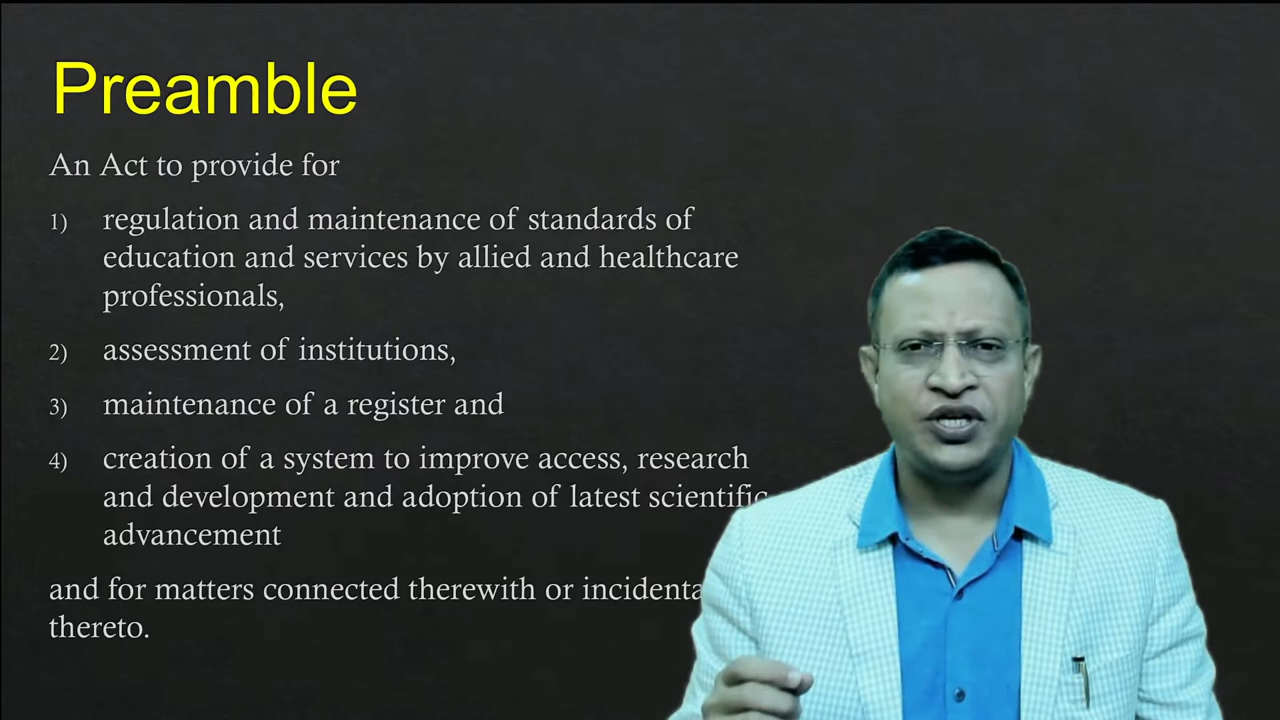 Preamble
An Act to provide for
1) regulation and maintenance of standards of
education and services by allied and healthcare
professionals,
2) assessment of institutions,
3) maintenance of a register and
4) creation of a system to improve access, research
and development and adoption of latest scientific
advancement
and for matters connected therewith or incidenta
thereto.